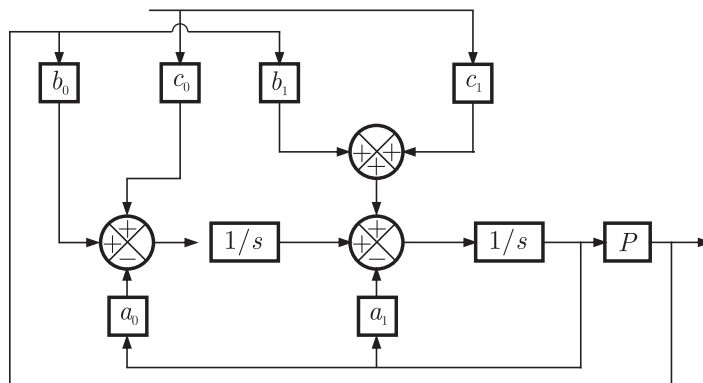 b₀
c₀
b₁
c₁
+ + +
+ + −
1/s
+ +
1/s
P
a₀
a₁